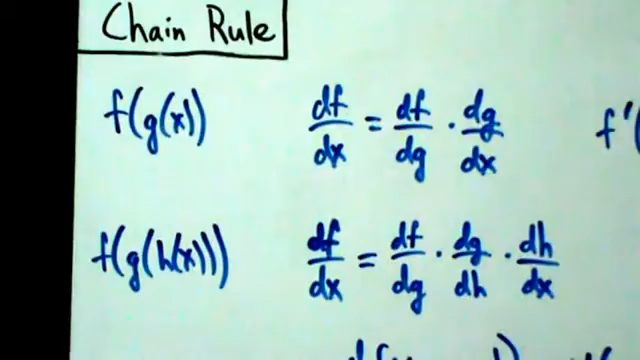 Chain Rule
f(g(x)) df/dx = df/dg · dg/dx f'(
f(g(h(x))) df/dx = df/dg · dg/dh · dh/dx